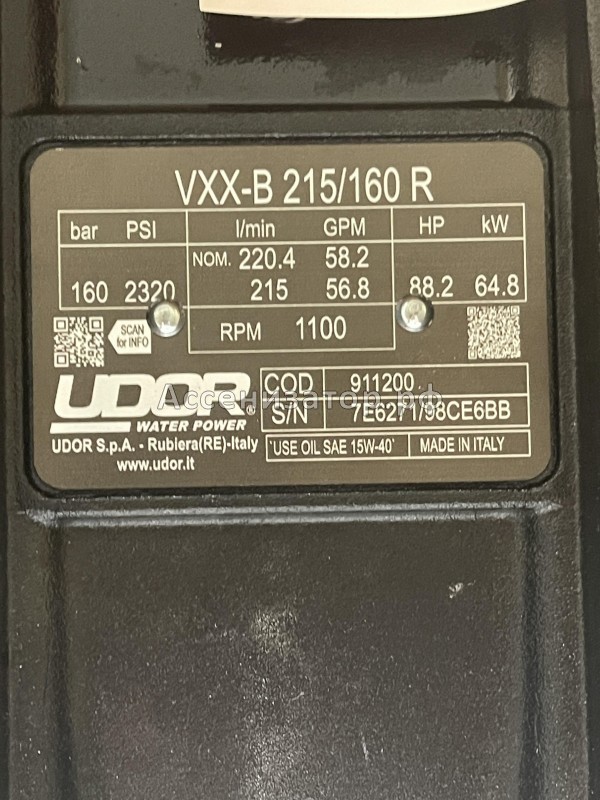 VXX-B 215/160 R
bar PSI l/min GPM HP kW
NOM. 220.4 58.2
160 2320 215 56.8 88.2 64.8
RPM 1100
SCAN
for INFO
UDOR®
WATER POWER
COD 911200
Ассенизатор.рф
S/N 7E6271/98CE6BB
UDOR S.p.A. - Rubiera(RE)-Italy
www.udor.it
`USE OIL SAE 15W-40` MADE IN ITALY